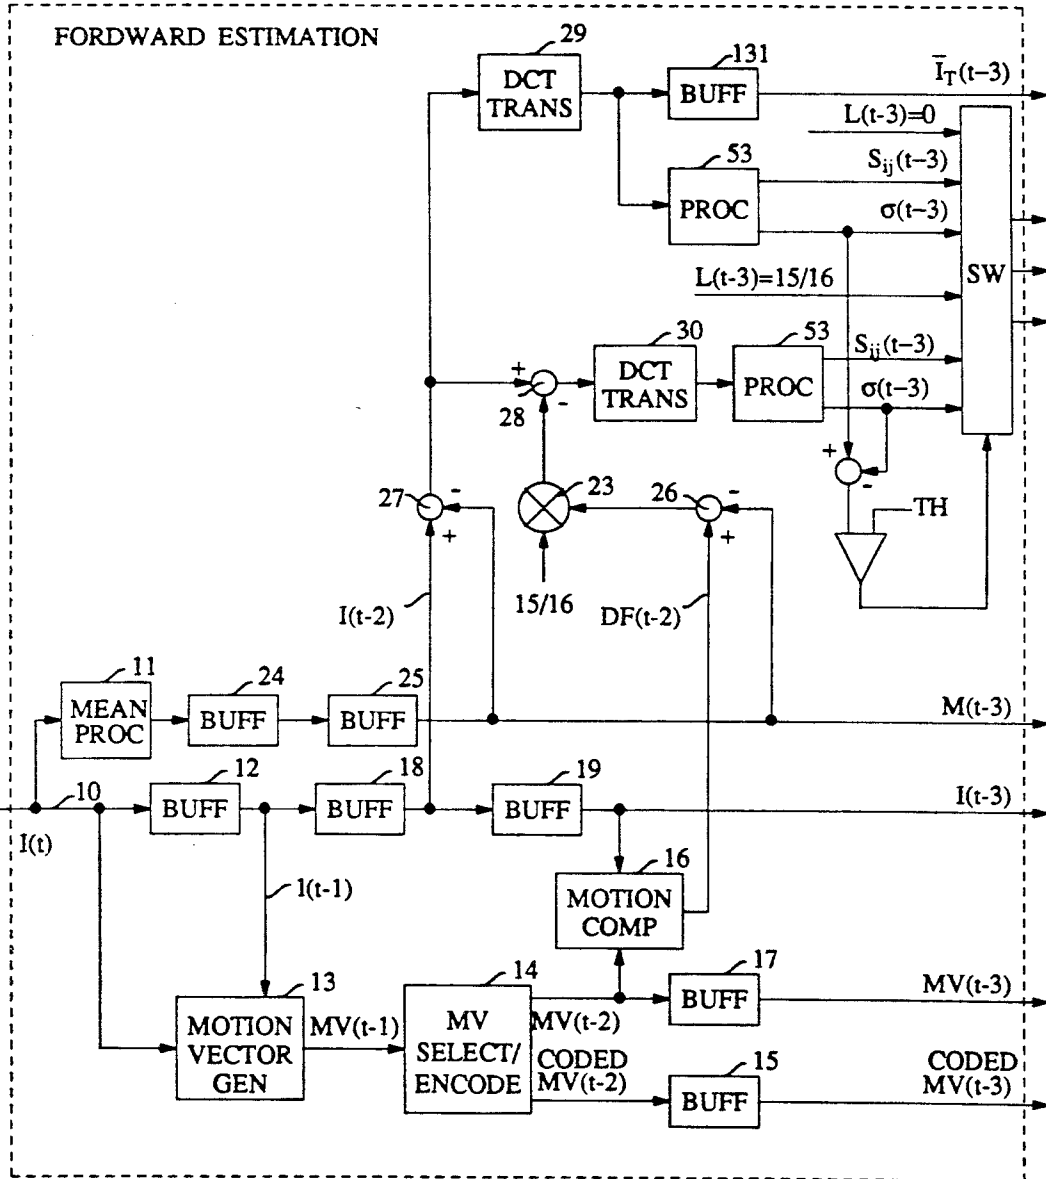 FORDWARD ESTIMATION
29
DCT
TRANS
131
BUFF
I̅T(t–3)
L(t-3)=0
53
PROC
Sij(t–3)
σ(t–3)
L(t-3)=15/16
SW
30
DCT
TRANS
53
PROC
Sij(t–3)
σ(t–3)
+
-
28
+
-
27
-
+
23
26
-
+
TH
15/16
I(t-2)
DF(t-2)
11
MEAN
PROC
24
BUFF
25
BUFF
M(t-3)
10
12
BUFF
18
BUFF
19
BUFF
I(t-3)
I(t)
1(t-1)
16
MOTION
COMP
13
MOTION
VECTOR
GEN
MV(t-1)
14
MV
SELECT/
ENCODE
MV(t-2)
CODED
MV(t-2)
17
BUFF
MV(t-3)
15
BUFF
CODED
MV(t-3)